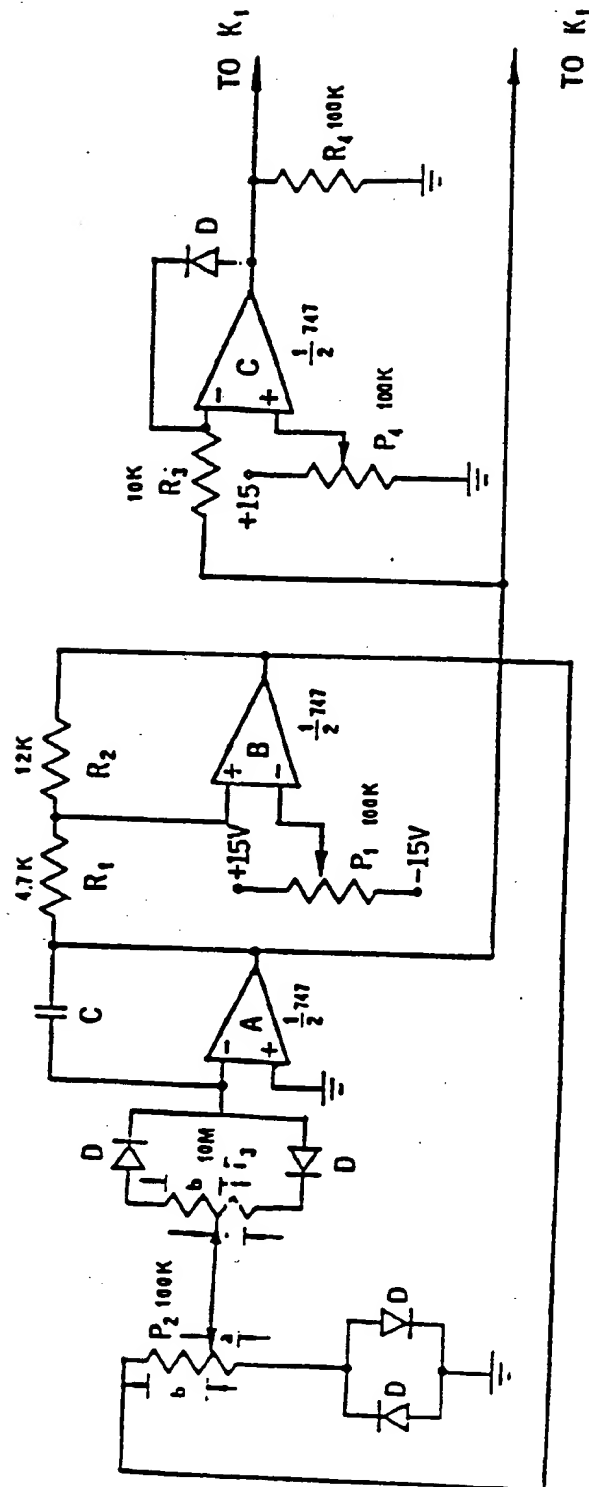 P2 100K
b
a
D
D
D
10M
b
3
D
C
A
-
+
1/2 747
4.7K
R1
12K
R2
+15V
P1 100K
-15V
B
+
-
1/2 747
10K
R3
+15
P4 100K
C
-
+
1/2 747
D
R4 100K
TO K1
TO K1